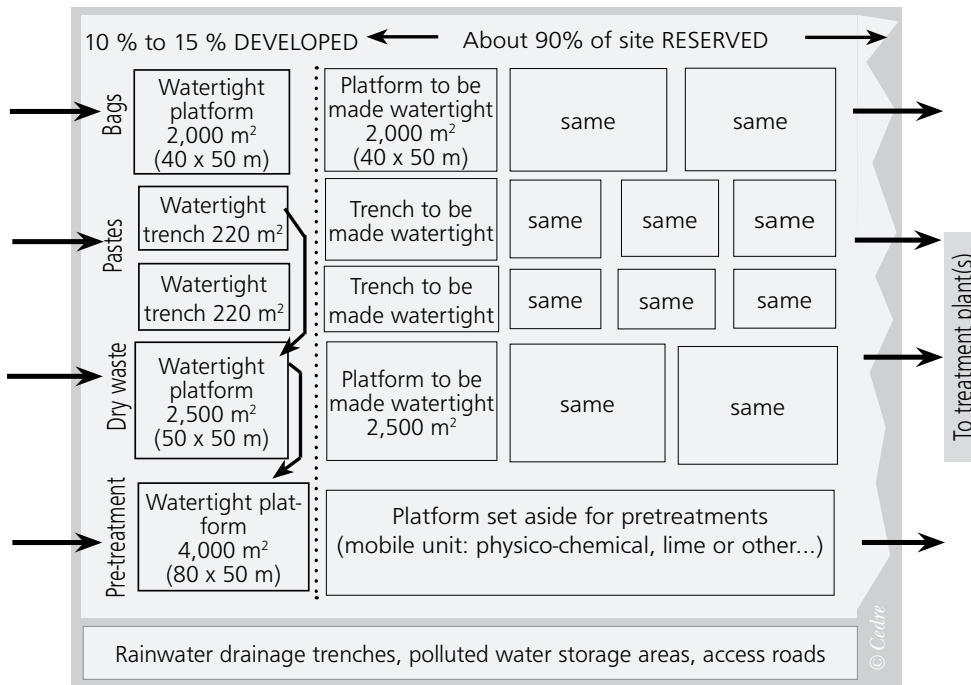 10 % to 15 % DEVELOPED
About 90% of site RESERVED
Bags
Watertight
platform
2,000 m²
(40 x 50 m)
Platform to be
made watertight
2,000 m²
(40 x 50 m)
same
same
Pastes
Watertight
trench 220 m²
Trench to be
made watertight
same
same
same
Watertight
trench 220 m²
Trench to be
made watertight
same
same
same
Dry waste
Watertight
platform
2,500 m²
(50 x 50 m)
Platform to be
made watertight
2,500 m²
same
same
Pre-treatment
Watertight plat-
form
4,000 m²
(80 x 50 m)
Platform set aside for pretreatments
(mobile unit: physico-chemical, lime or other...)
To treatment plant(s)
Rainwater drainage trenches, polluted water storage areas, access roads
© Cedre